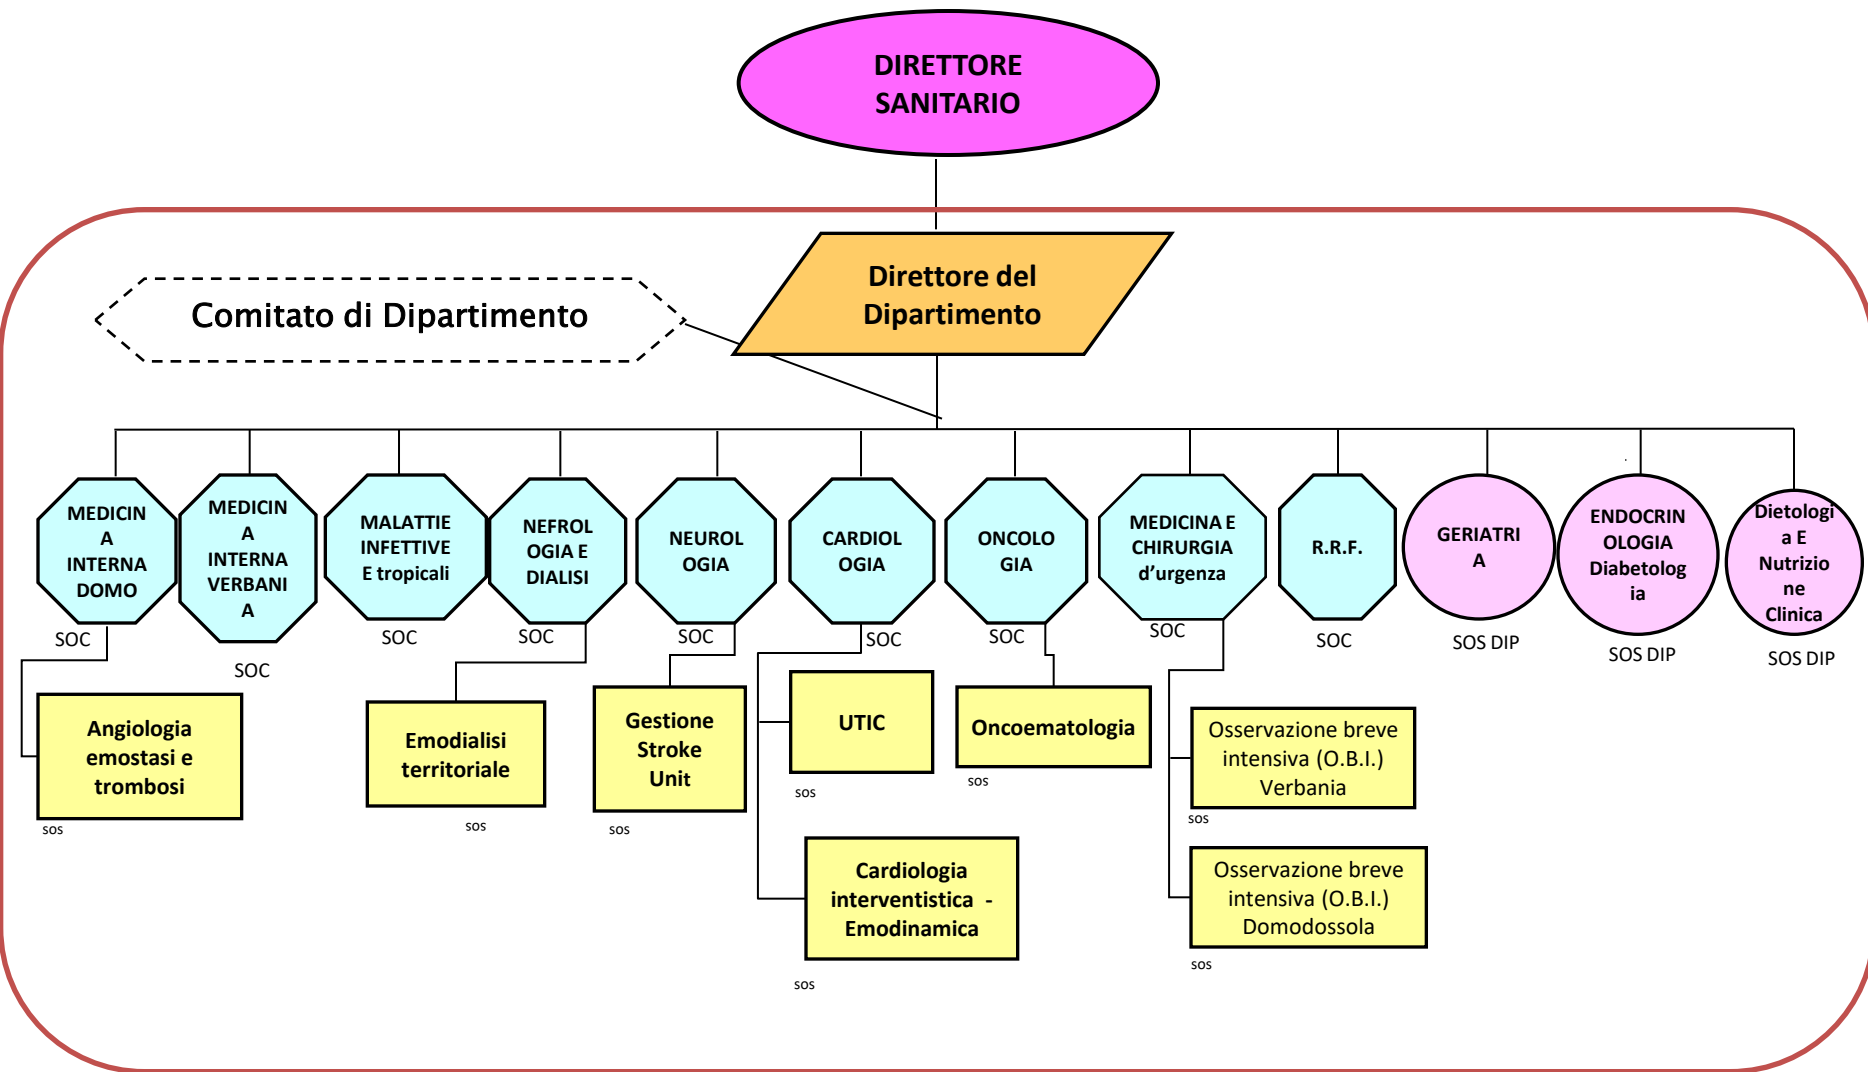 DIRETTORE
SANITARIO
Direttore del
Dipartimento
Comitato di Dipartimento
MEDICIN
A
INTERNA
DOMO
SOC
MEDICIN
A
INTERNA
VERBANI
A
SOC
MALATTIE
INFETTIVE
E tropicali
SOC
NEFROL
OGIA E
DIALISI
SOC
NEUROL
OGIA
SOC
CARDIOL
OGIA
SOC
ONCOLO
GIA
SOC
MEDICINA E
CHIRURGIA
d'urgenza
SOC
R.R.F.
SOC
GERIATRI
A
SOS DIP
ENDOCRIN
OLOGIA
Diabetolog
ia
SOS DIP
Dietologi
a E
Nutrizio
ne
Clinica
SOS DIP
Angiologia
emostasi e
trombosi
sos
Emodialisi
territoriale
sos
Gestione
Stroke
Unit
sos
UTIC
sos
Oncoematologia
sos
Osservazione breve
intensiva (O.B.I.)
Verbania
sos
Cardiologia
interventistica -
Emodinamica
sos
Osservazione breve
intensiva (O.B.I.)
Domodossola
sos